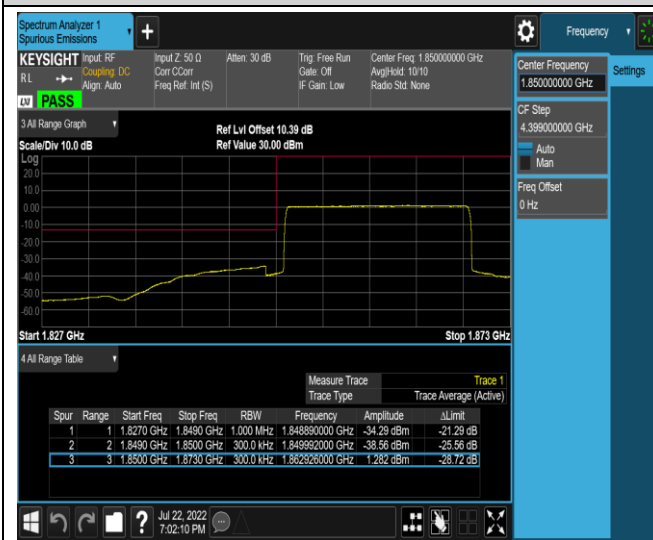 Spectrum Analyzer 1
Spurious Emissions
+
Frequency
KEYSIGHT Input: RF Input Z: 50 Ω Atten: 30 dB Trig: Free Run Center Freq: 1.850000000 GHz
RL Coupling: DC Corr CCorr Gate: Off Avg|Hold: 10/10
Align: Auto Freq Ref: Int (S) IF Gain: Low Radio Std: None
LXI PASS
3 All Range Graph
Ref Lvl Offset 10.39 dB
Scale/Div 10.0 dB Ref Value 30.00 dBm
Log
20.0
10.0
0.00
-10.0
-20.0
-30.0
-40.0
-50.0
-60.0
Start 1.827 GHz Stop 1.873 GHz
4 All Range Table
Measure Trace Trace 1
Trace Type Trace Average (Active)
Spur Range Start Freq Stop Freq RBW Frequency Amplitude ΔLimit
1 1 1.8270 GHz 1.8490 GHz 1.000 MHz 1.848890000 GHz -34.29 dBm -21.29 dB
2 2 1.8490 GHz 1.8500 GHz 300.0 kHz 1.849992000 GHz -38.56 dBm -25.56 dB
3 3 1.8500 GHz 1.8730 GHz 300.0 kHz 1.862926000 GHz 1.282 dBm -28.72 dB
Center Frequency
1.850000000 GHz
Settings
CF Step
4.399000000 GHz
Auto
Man
Freq Offset
0 Hz
?
Jul 22, 2022
7:02:10 PM